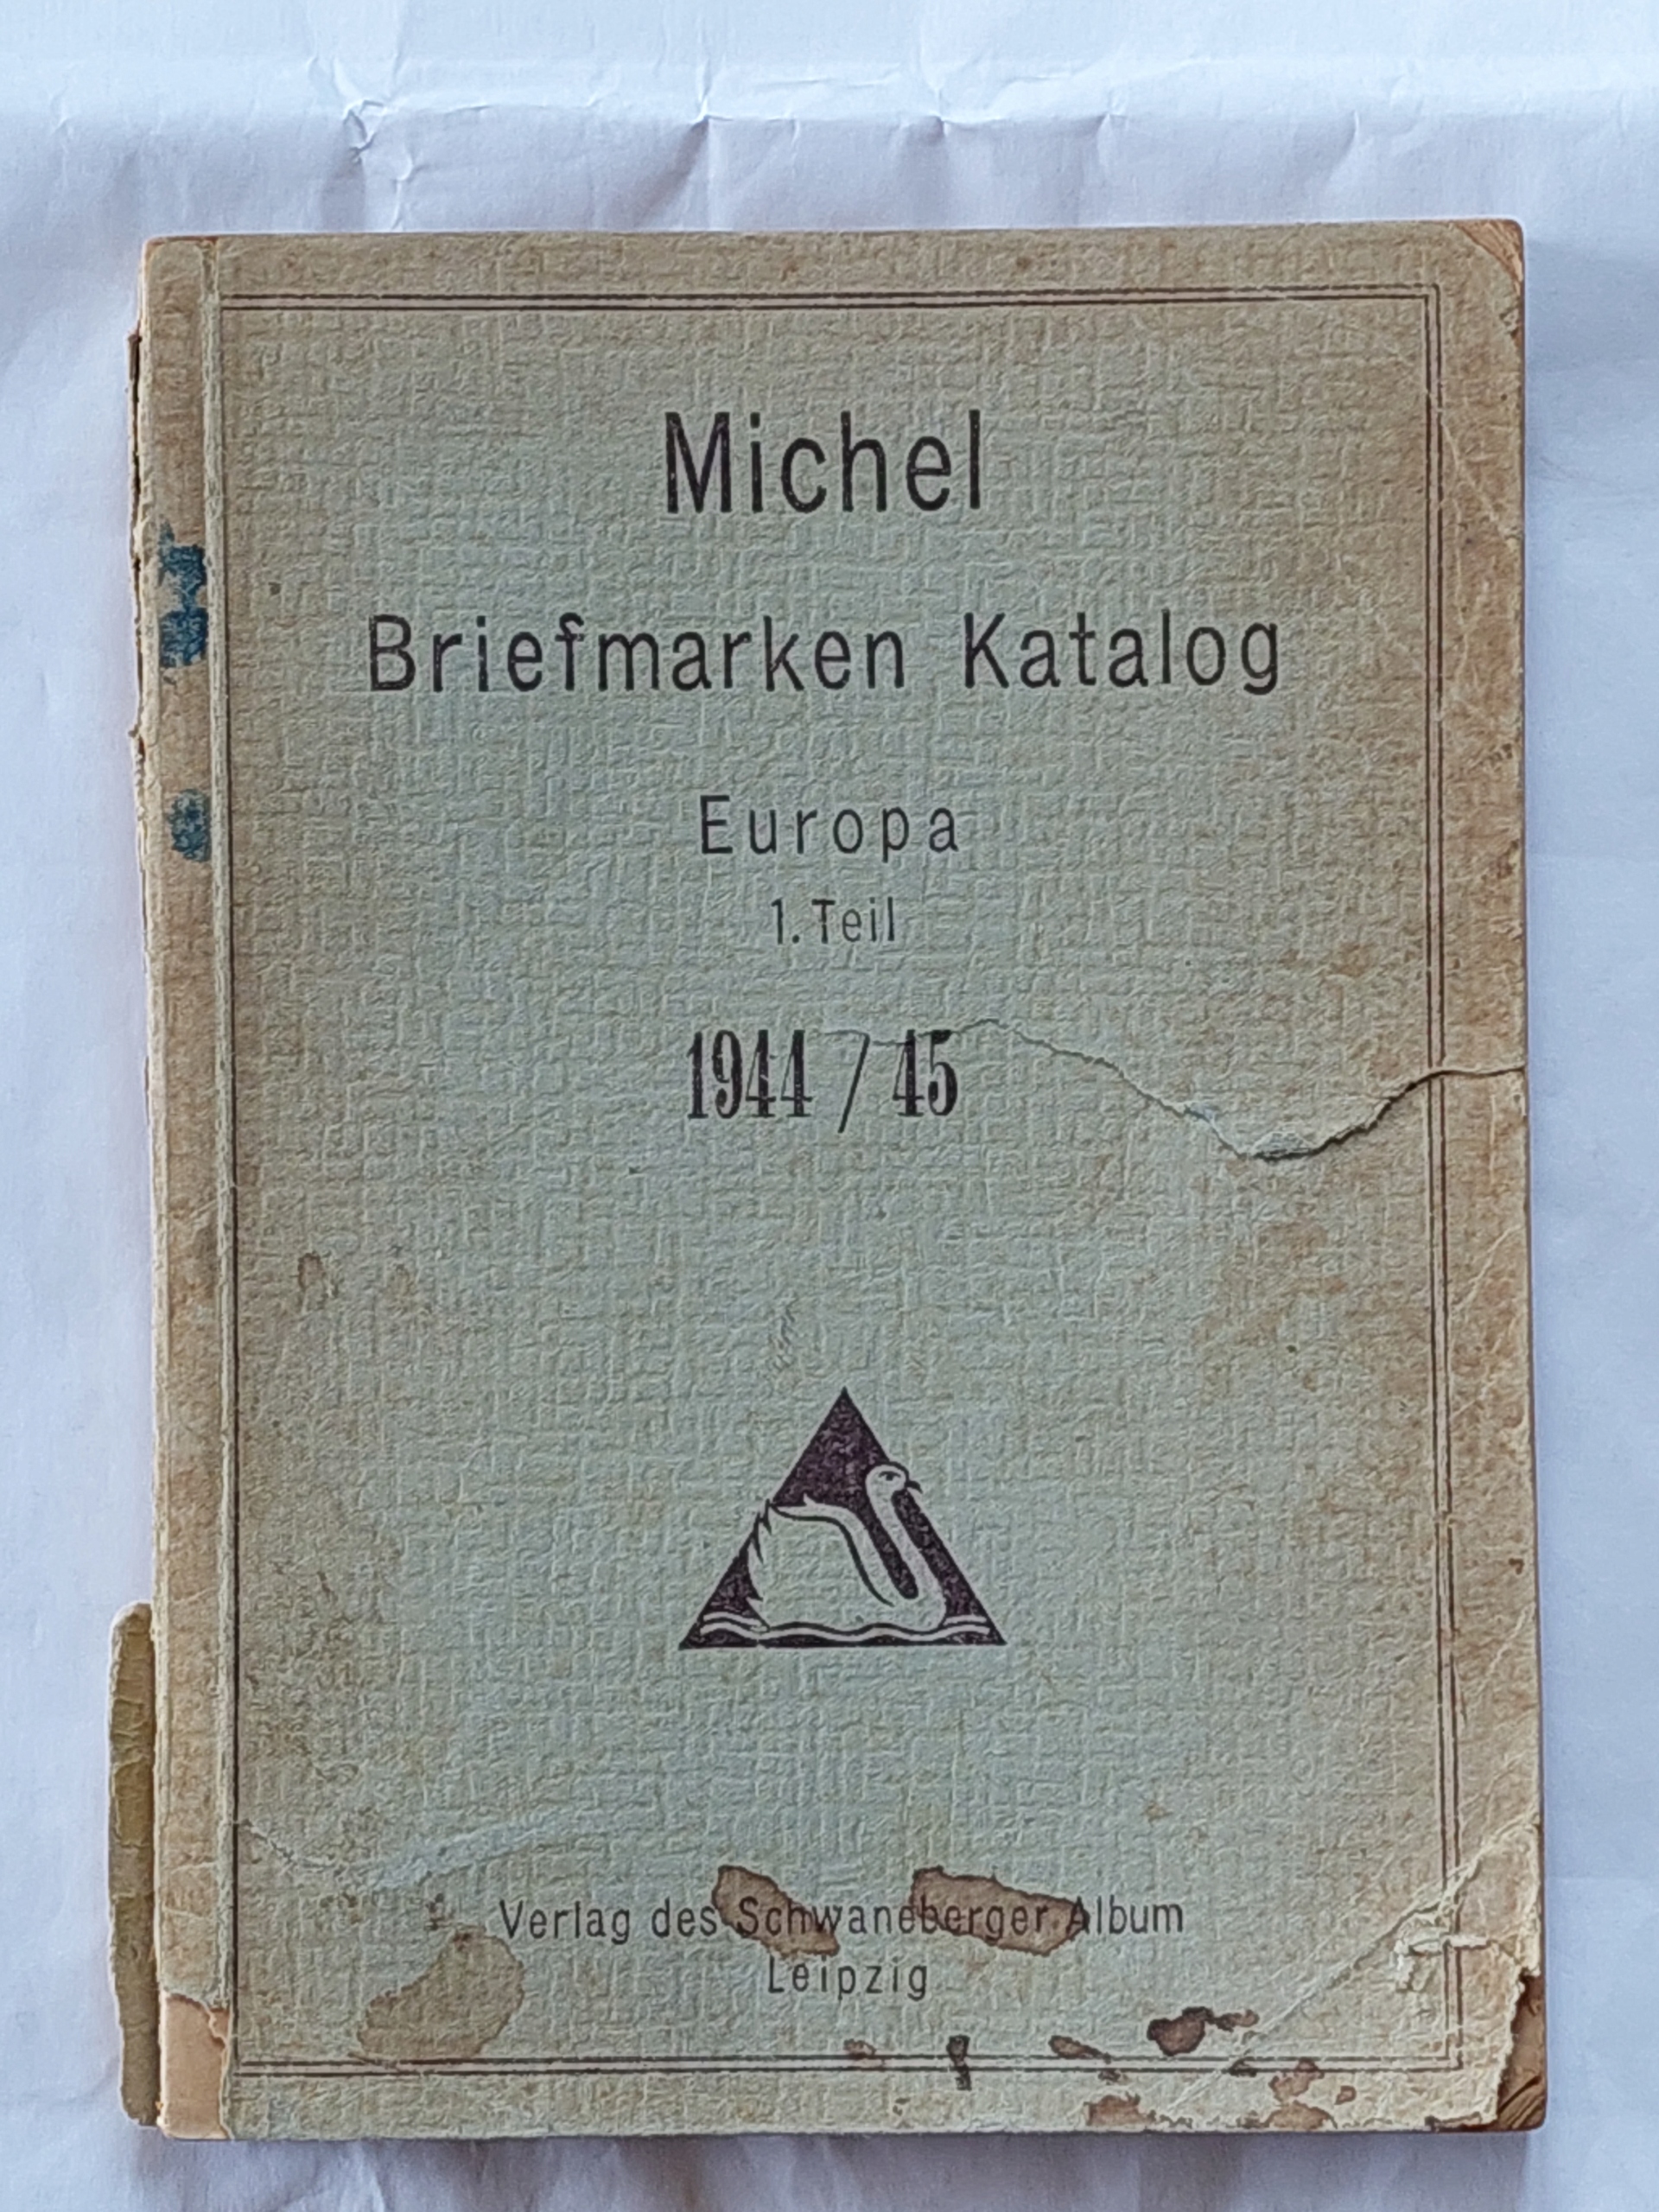 Michel
Briefmarken Katalog
Europa
1. Teil
1944 / 45
Verlag des Schwaneberger Album
Leipzig